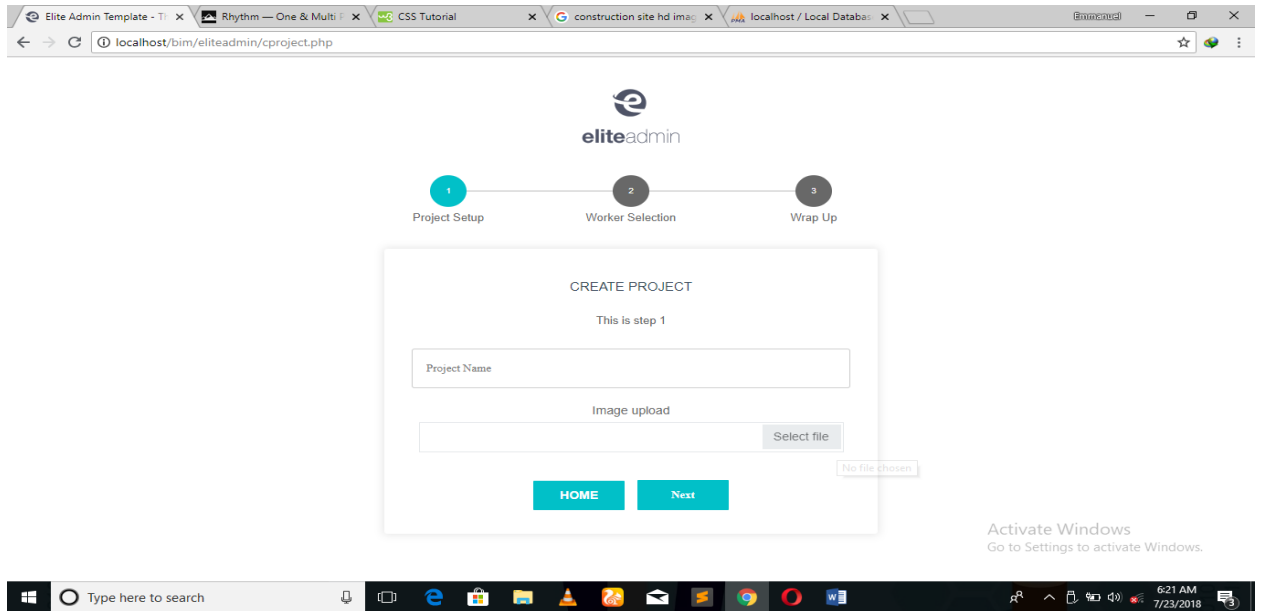 Elite Admin Template - Th
Rhythm — One & Multi P
CSS Tutorial
construction site hd imag
localhost / Local Databas
Emmanuel
localhost/bim/eliteadmin/cproject.php
eliteadmin
1
2
3
Project Setup
Worker Selection
Wrap Up
CREATE PROJECT
This is step 1
Project Name
Image upload
Select file
No file chosen
HOME
Next
Activate Windows
Go to Settings to activate Windows.
Type here to search
6:21 AM
7/23/2018
3